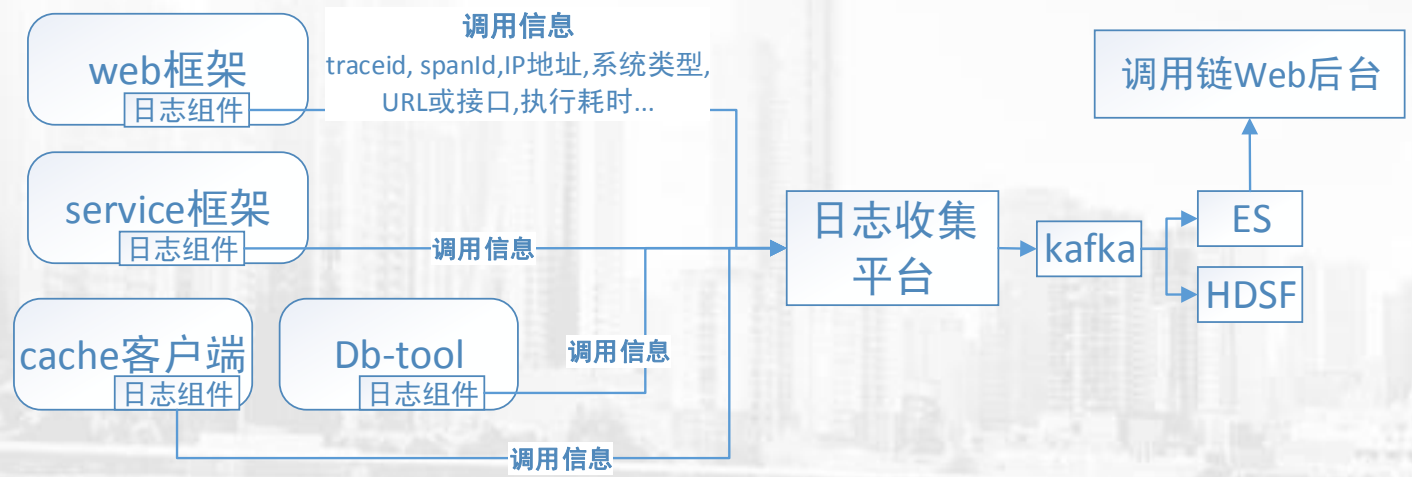 调用信息
traceid, spanId,IP地址,系统类型,
URL或接口,执行耗时...
web框架
日志组件
调用链Web后台
service框架
日志组件
调用信息
日志收集
平台
kafka
ES
HDSF
cache客户端
日志组件
Db-tool
日志组件
调用信息
调用信息